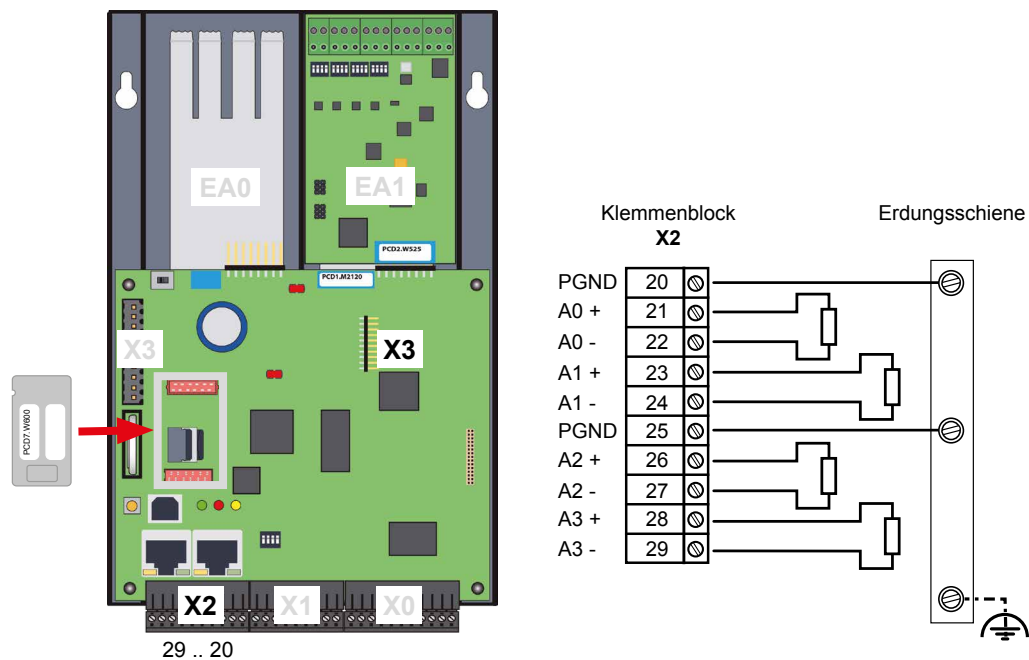 EA0
EA1
PCD2.W525
PCD1.M2120
X3
X3
PCD7.W600
X2
X1
X0
29 .. 20
Klemmenblock
X2
Erdungsschiene
PGND 20
A0 + 21
A0 - 22
A1 + 23
A1 - 24
PGND 25
A2 + 26
A2 - 27
A3 + 28
A3 - 29